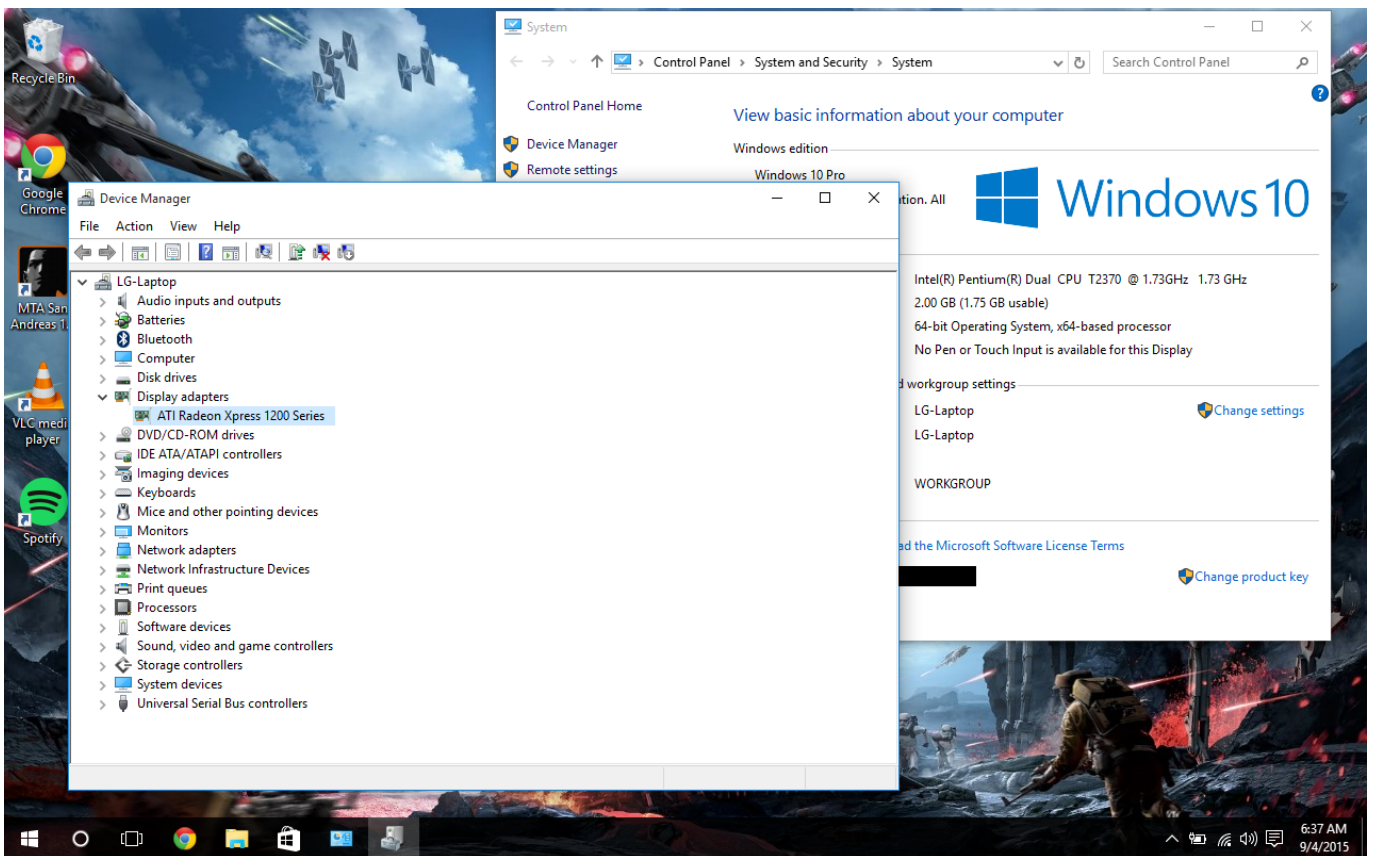 Recycle Bin
Google
Chrome
MTA San
Andreas 1.
VLC medi
player
Spotify
System
Control Panel > System and Security > System
Search Control Panel
Control Panel Home
Device Manager
Remote settings
View basic information about your computer
Windows edition
Windows 10 Pro
ation. All
Windows 10
Intel(R) Pentium(R) Dual CPU T2370 @ 1.73GHz 1.73 GHz
2.00 GB (1.75 GB usable)
64-bit Operating System, x64-based processor
No Pen or Touch Input is available for this Display
d workgroup settings
LG-Laptop
Change settings
LG-Laptop
WORKGROUP
ad the Microsoft Software License Terms
Change product key
Device Manager
File Action View Help
LG-Laptop
Audio inputs and outputs
Batteries
Bluetooth
Computer
Disk drives
Display adapters
ATI Radeon Xpress 1200 Series
DVD/CD-ROM drives
IDE ATA/ATAPI controllers
Imaging devices
Keyboards
Mice and other pointing devices
Monitors
Network adapters
Network Infrastructure Devices
Print queues
Processors
Software devices
Sound, video and game controllers
Storage controllers
System devices
Universal Serial Bus controllers
6:37 AM
9/4/2015